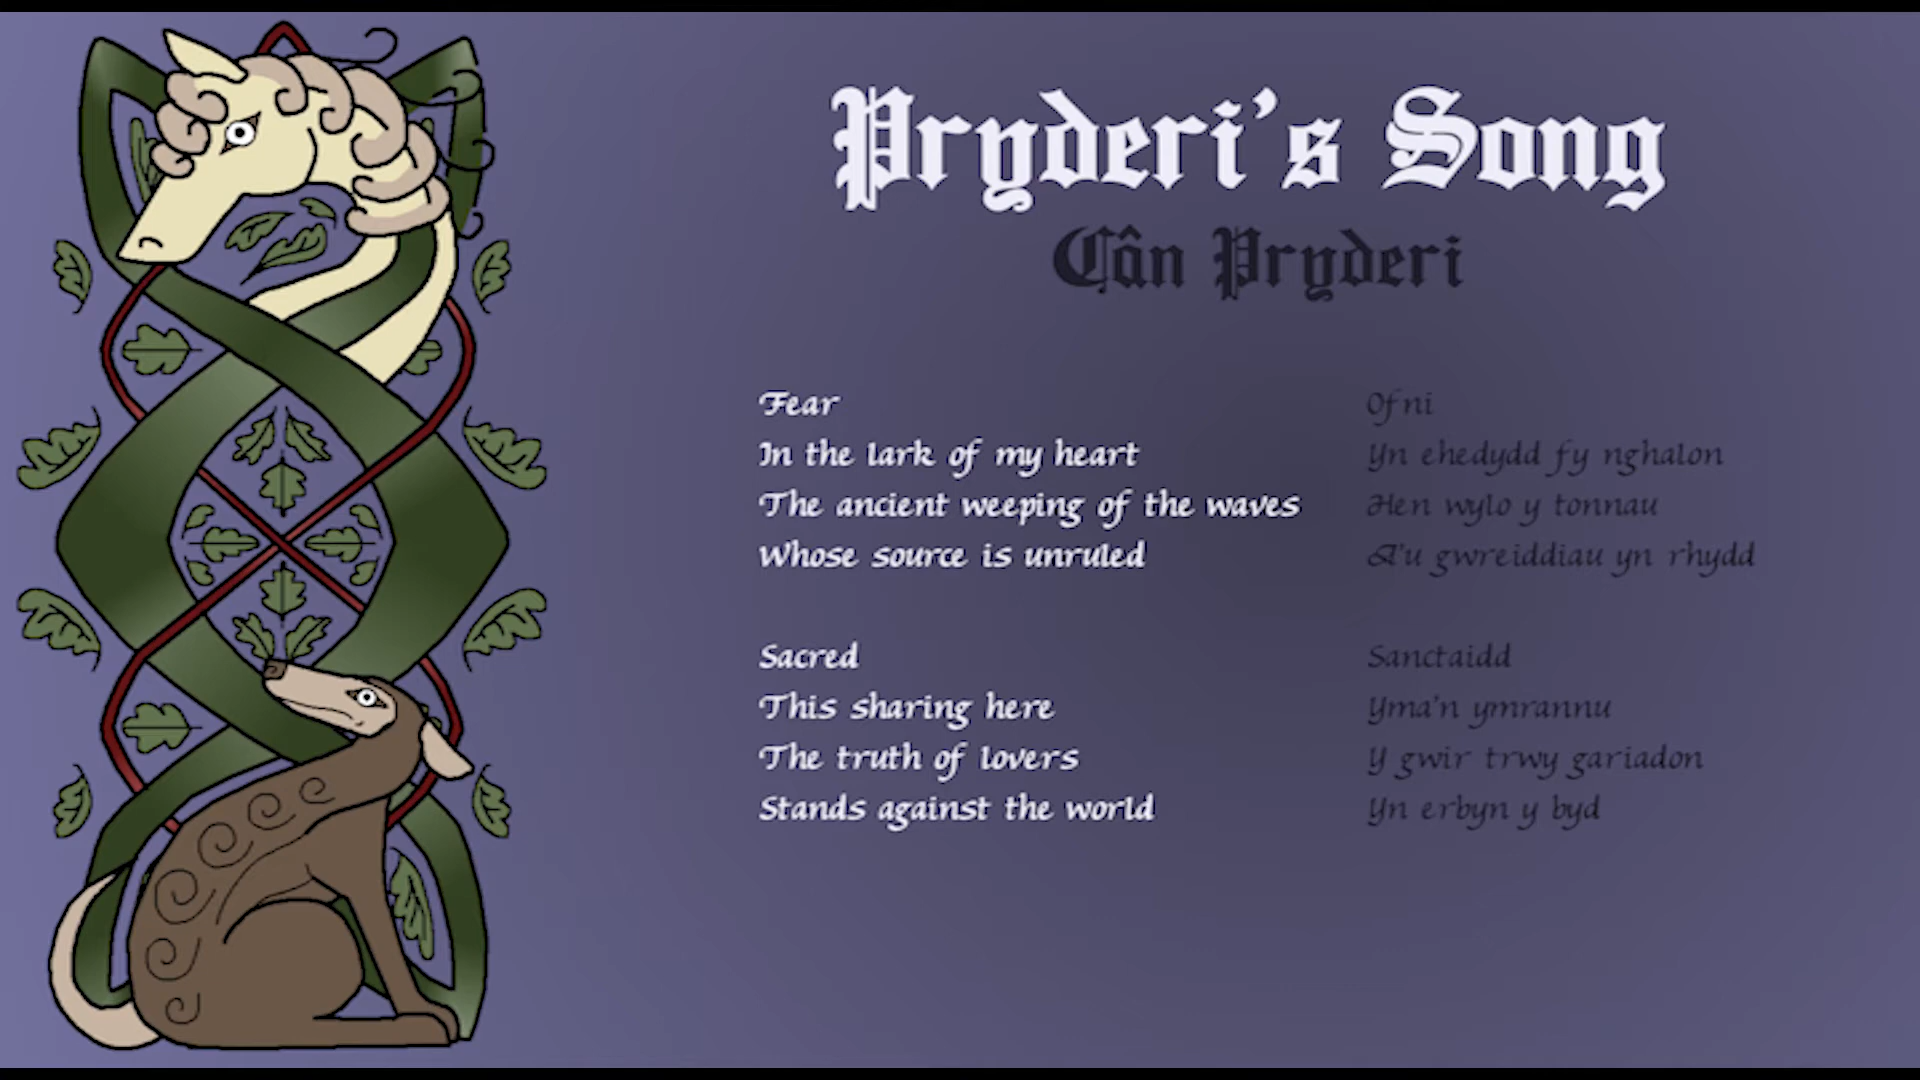 Pryderi's Song
Cân Pryderi
Fear
In the lark of my heart
The ancient weeping of the waves
Whose source is unruled
Sacred
This sharing here
The truth of lovers
Stands against the world
Ofni
Yn ehedydd fy nghalon
Hen wylo y tonnau
A'u gwreiddiau yn rhydd
Sanctaidd
Yma'n ymrannu
Y gwir trwy gariadon
Yn erbyn y byd